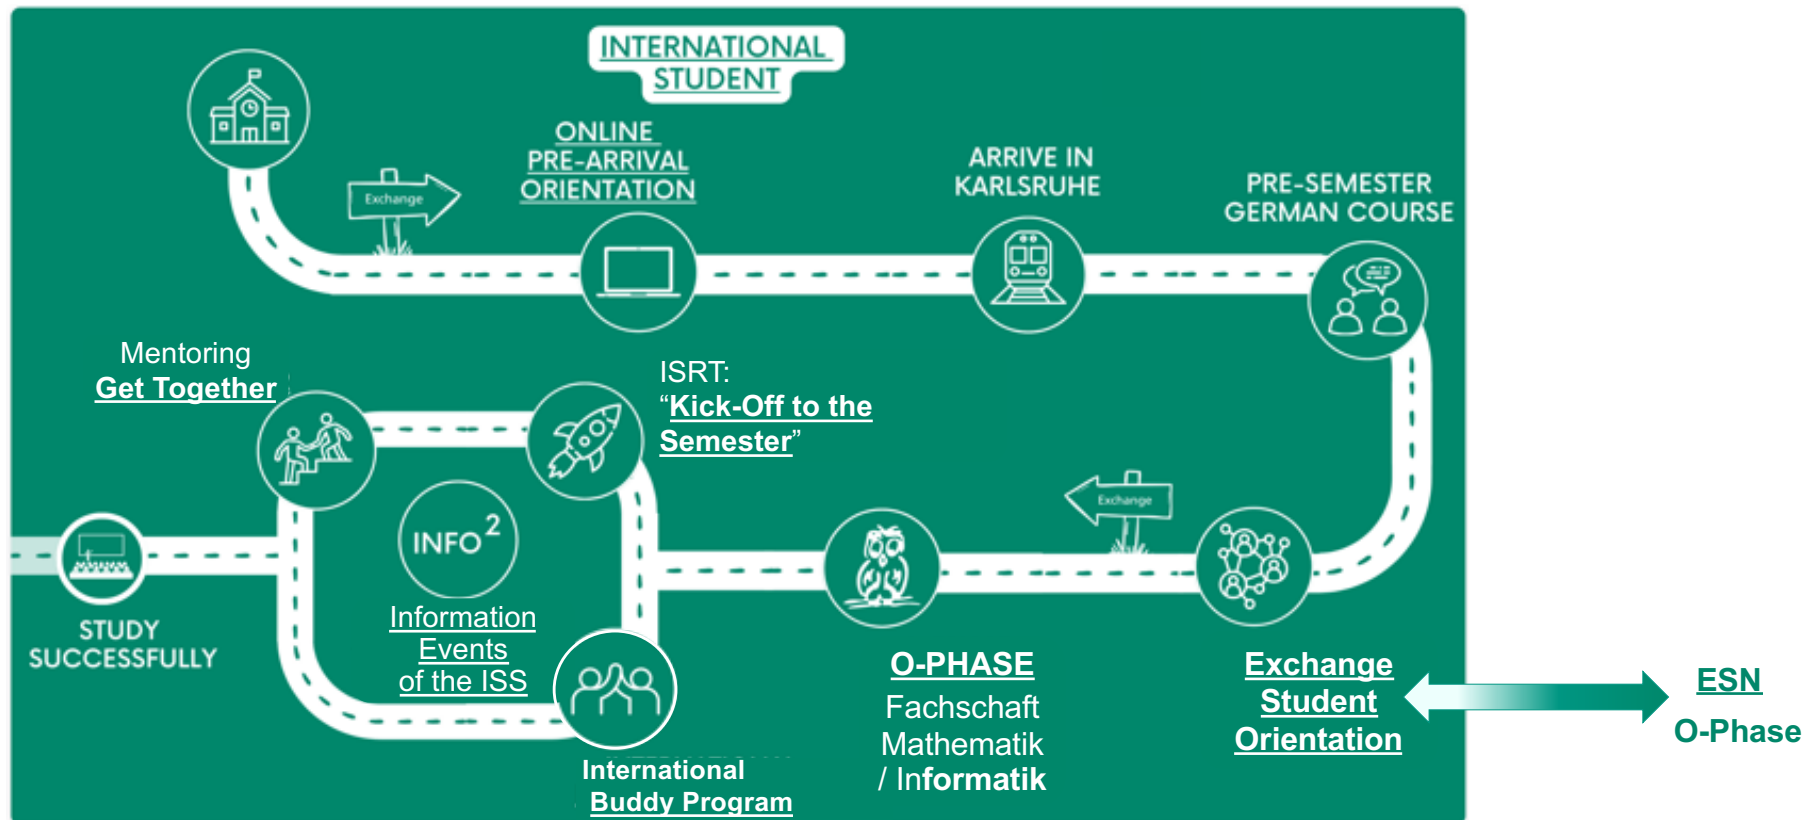 INTERNATIONAL
STUDENT
ONLINE
PRE-ARRIVAL
ORIENTATION
Exchange
ARRIVE IN
KARLSRUHE
PRE-SEMESTER
GERMAN COURSE
Mentoring
Get Together
ISRT:
“Kick-Off to the
Semester”
Exchange
INFO²
Information
Events
of the ISS
STUDY
SUCCESSFULLY
International
Buddy Program
O-PHASE
Fachschaft
Mathematik
/ Informatik
Exchange
Student
Orientation
ESN
O-Phase